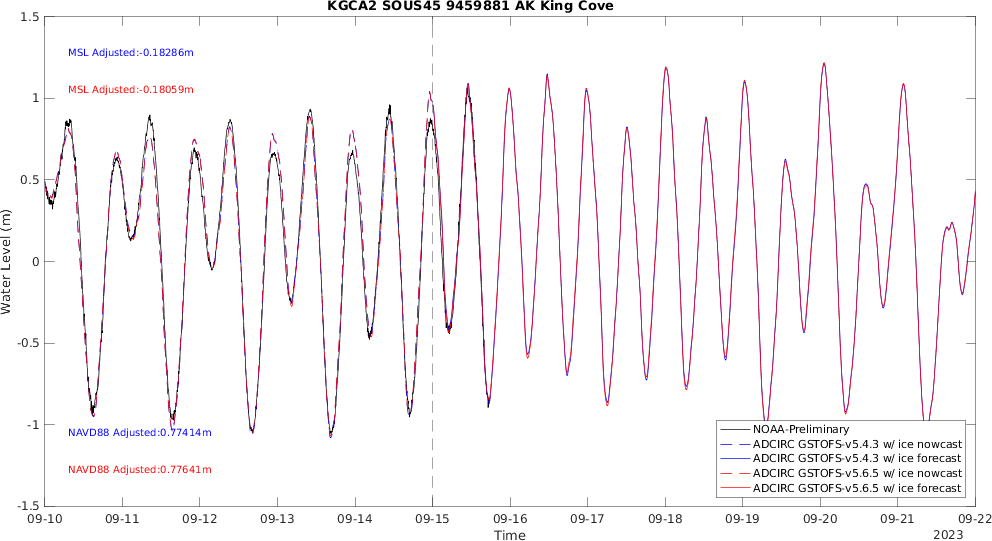 KGCA2 SOUS45 9459881 AK King Cove
1.5
1
0.5
0
-0.5
-1
-1.5
Water Level (m)
MSL Adjusted:-0.18286m
MSL Adjusted:-0.18059m
NAVD88 Adjusted:0.77414m
NAVD88 Adjusted:0.77641m
NOAA-Preliminary
ADCIRC GSTOFS-v5.4.3 w/ ice nowcast
ADCIRC GSTOFS-v5.4.3 w/ ice forecast
ADCIRC GSTOFS-v5.6.5 w/ ice nowcast
ADCIRC GSTOFS-v5.6.5 w/ ice forecast
09-10 09-11 09-12 09-13 09-14 09-15 09-16 09-17 09-18 09-19 09-20 09-21 09-22
Time
2023